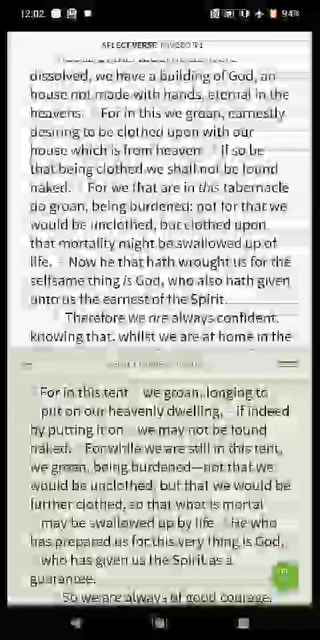 12:02
94%
SELECT VERSE
dissolved, we have a building of God, an
house not made with hands, eternal in the
heavens. For in this we groan, earnestly
desiring to be clothed upon with our
house which is from heaven if so be
that being clothed we shall not be found
naked. For we that are in this tabernacle
do groan, being burdened: not for that we
would be unclothed, but clothed upon
that mortality might be swallowed up of
life. Now he that hath wrought us for the
selfsame thing is God, who also hath given
unto us the earnest of the Spirit.
Therefore we are always confident,
knowing that, whilst we are at home in the
For in this tent we groan, longing to
put on our heavenly dwelling, if indeed
by putting it on we may not be found
naked. For while we are still in this tent,
we groan, being burdened—not that we
would be unclothed, but that we would be
further clothed, so that what is mortal
may be swallowed up by life He who
has prepared us for this very thing is God,
who has given us the Spirit as a
guarantee.
So we are always of good courage.